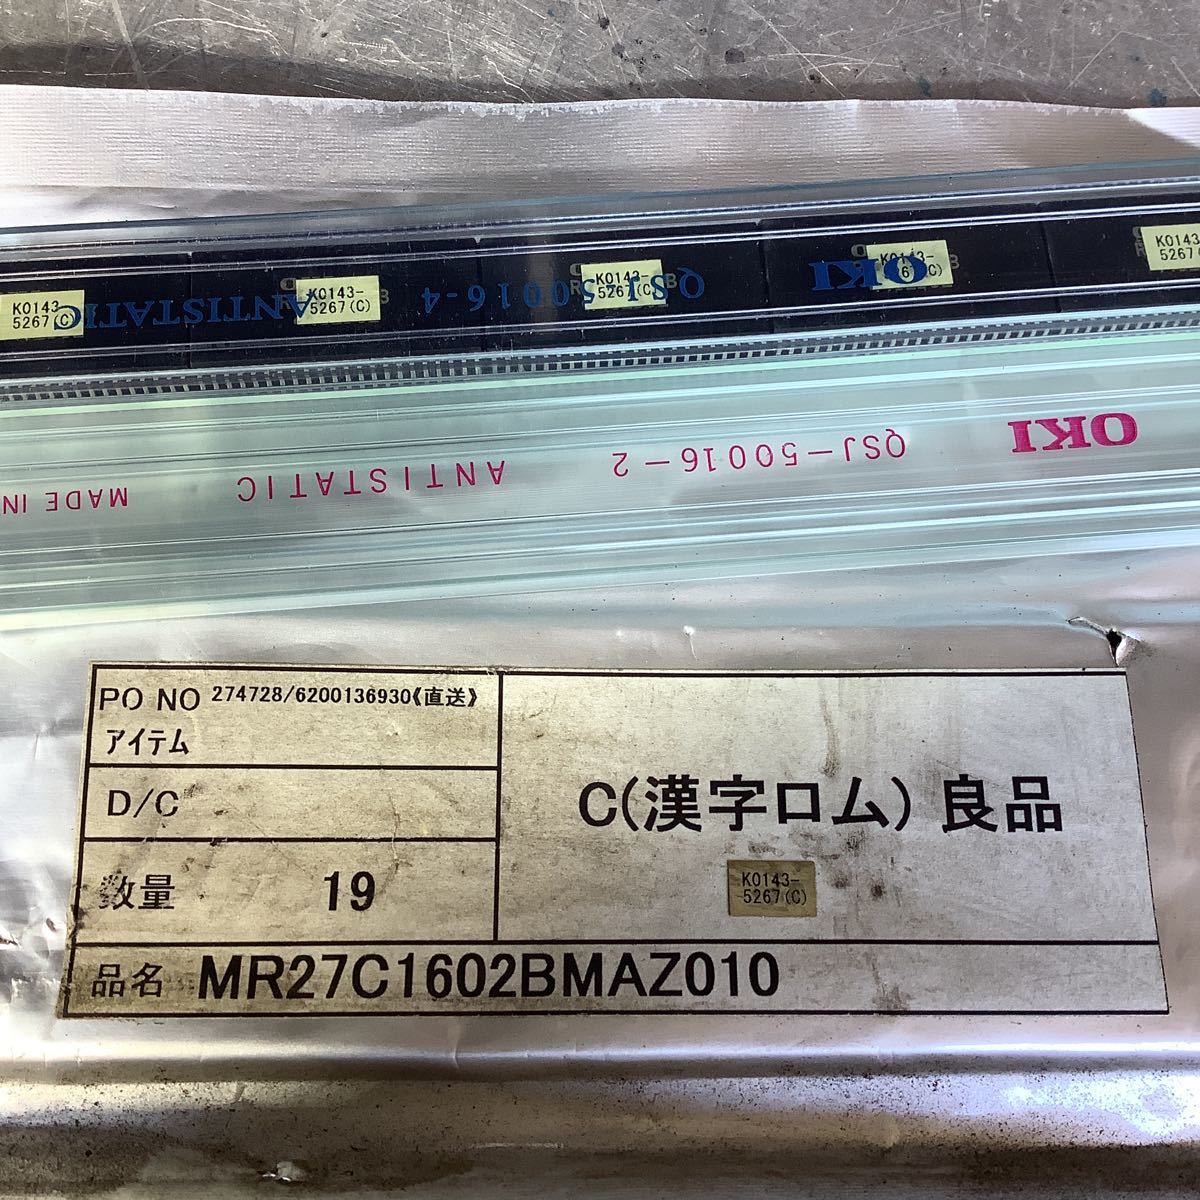 K0143-
5267(C)
K0143-
5267(C)
K0143-
5267(C)
K0143-
K0143-
5267(C)
ANTISTATIC
QSJ-50016-4
OKI
OKI
QSJ-50016-2
ANTISTATIC
MADE IN
PO NO 274728/6200136930《直送》
アイテム
D/C
数量 19
C(漢字ロム) 良品
K0143-
5267(C)
品名 MR27C1602BMAZ010